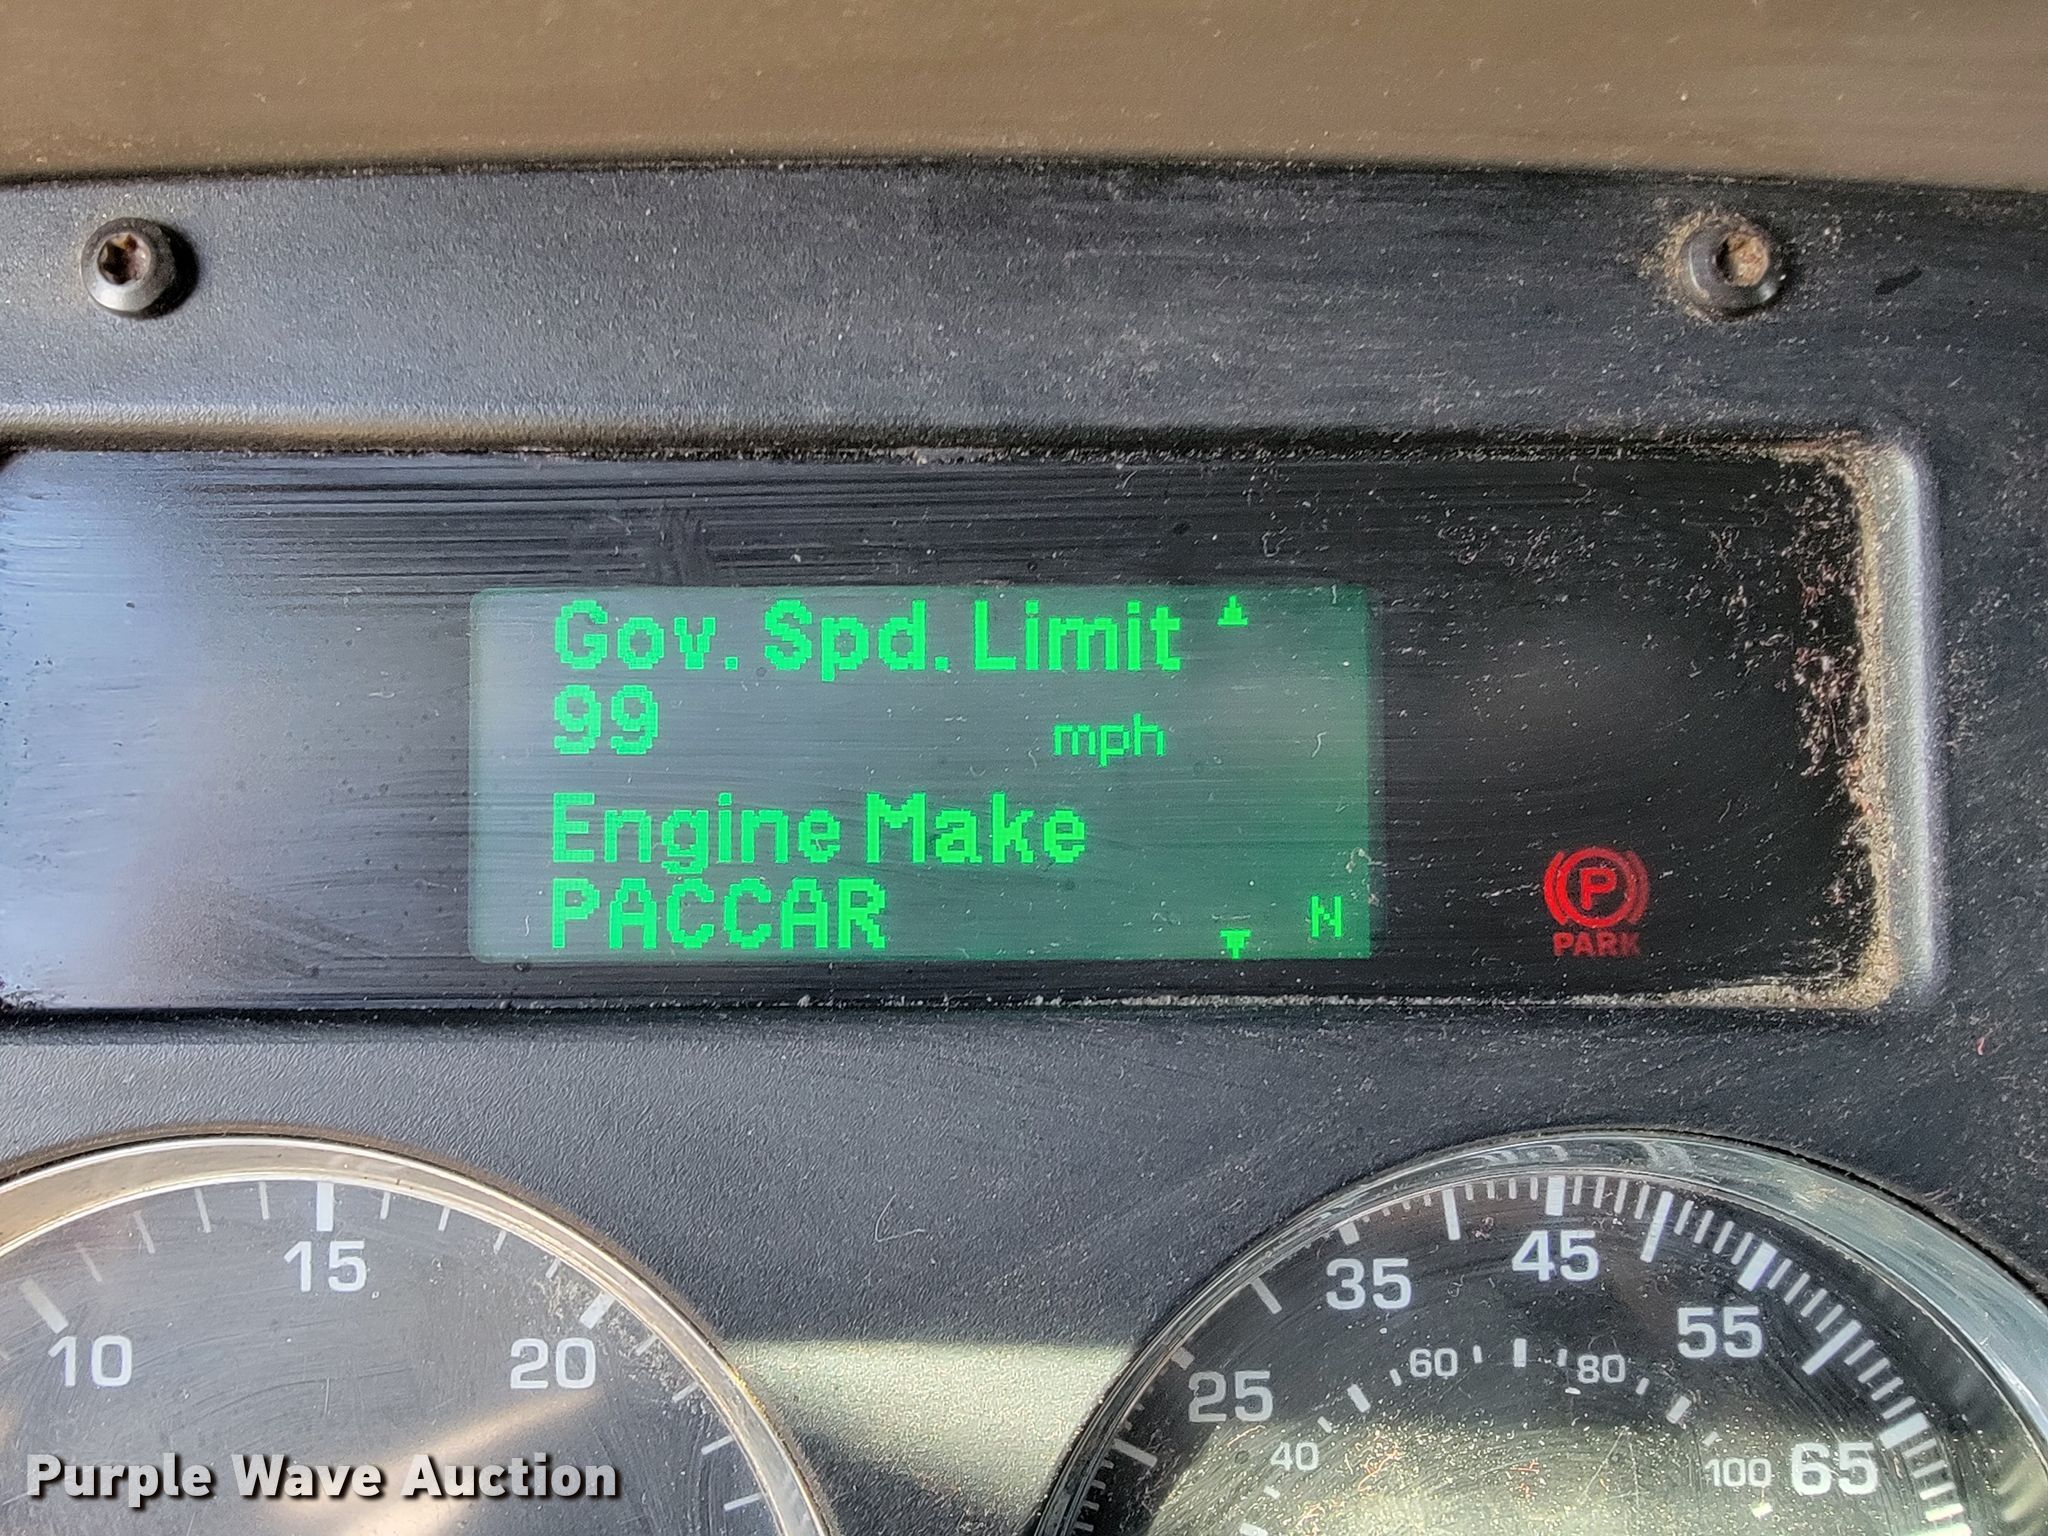 Gov. Spd. Limit
99 mph
Engine Make
PACCAR
N
P
PARK
10
15
20
25
35
45
55
65
40
60
80
100
Purple Wave Auction